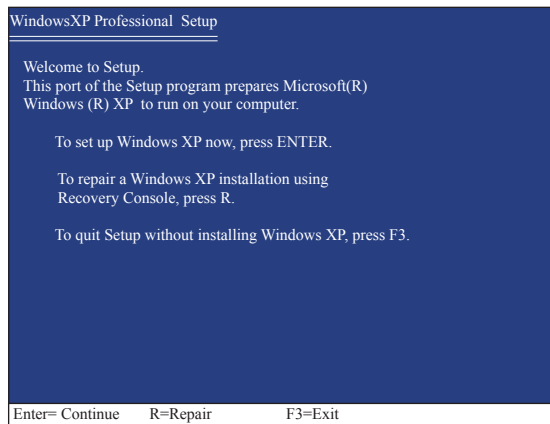 WindowsXP Professional  Setup
Welcome to Setup.
This port of the Setup program prepares Microsoft(R)
Windows (R) XP  to run on your computer.
To set up Windows XP now, press ENTER.
To repair a Windows XP installation using
Recovery Console, press R.
To quit Setup without installing Windows XP, press F3.
Enter= Continue R=Repair F3=Exit